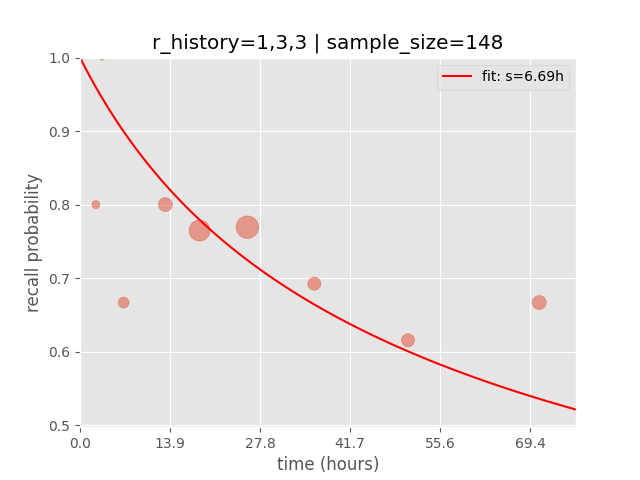 r_history=1,3,3 | sample_size=148
fit: s=6.69h
recall probability
1.0
0.9
0.8
0.7
0.6
0.5
0.0 13.9 27.8 41.7 55.6 69.4
time (hours)